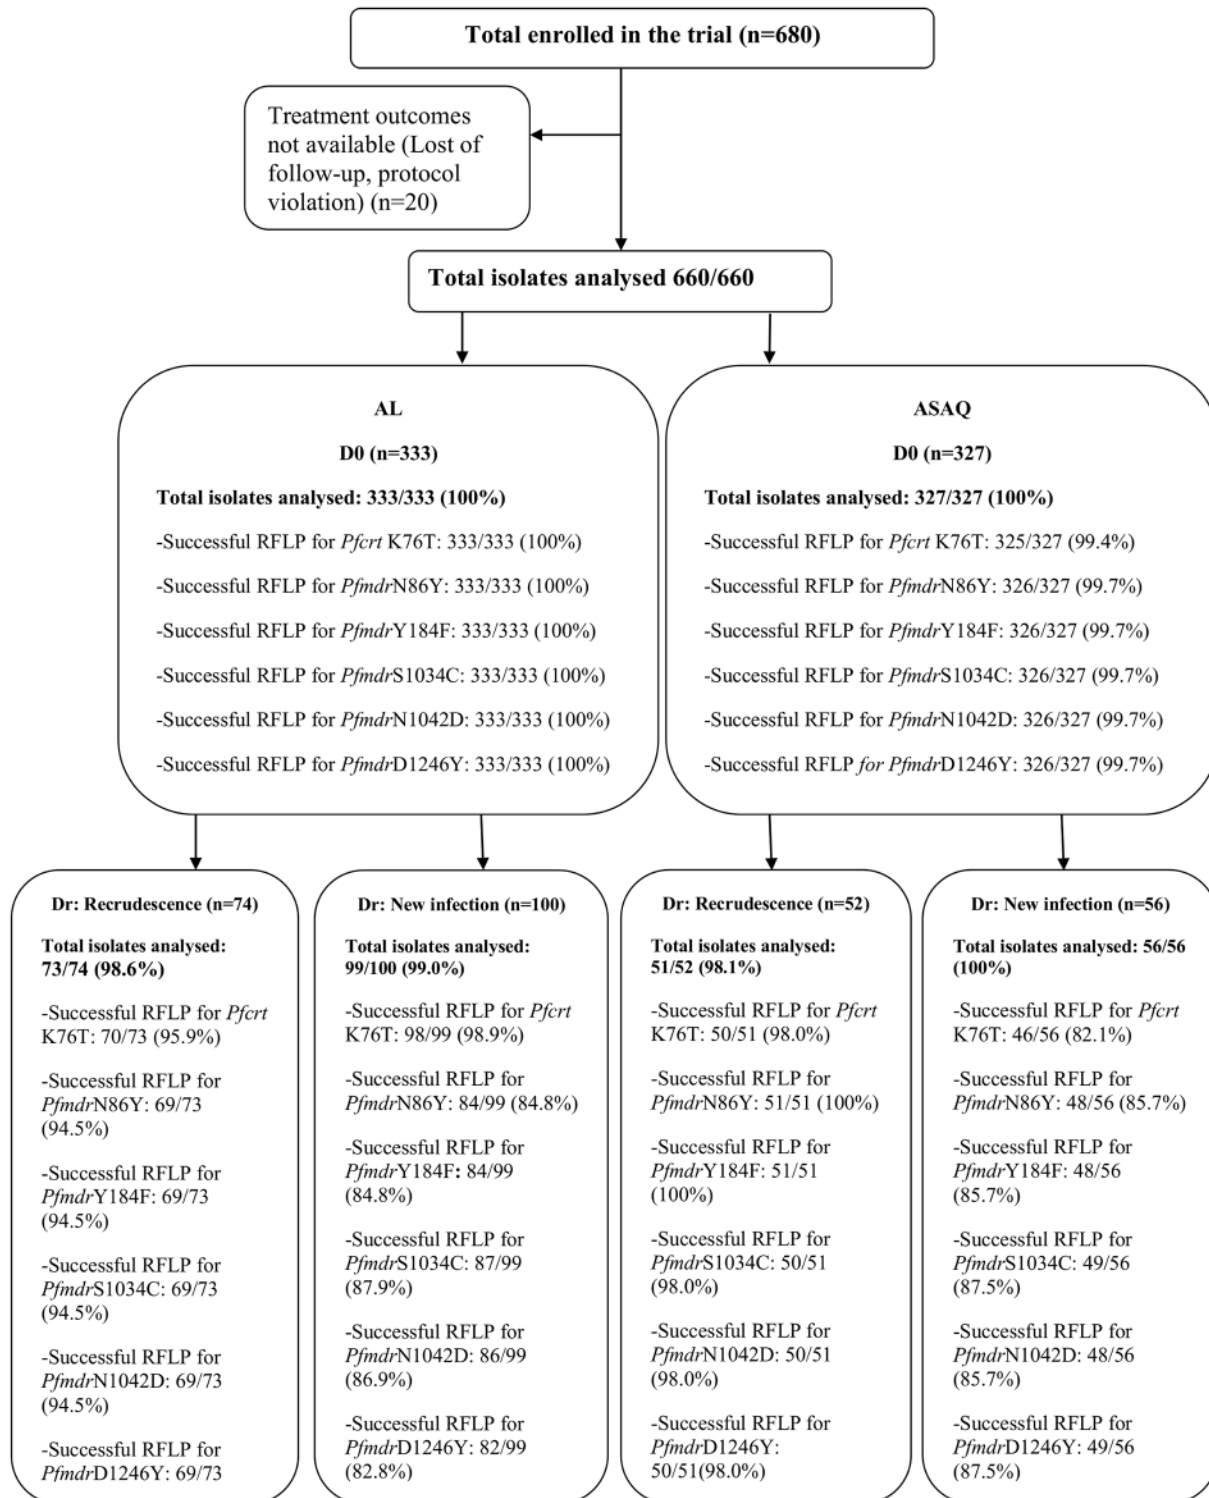 Total enrolled in the trial (n=680)
Treatment outcomes
not available (Lost of
follow-up, protocol
violation) (n=20)
Total isolates analysed 660/660
AL
D0 (n=333)
Total isolates analysed: 333/333 (100%)
-Successful RFLP for Pfcrt K76T: 333/333 (100%)
-Successful RFLP for PfmdrN86Y: 333/333 (100%)
-Successful RFLP for PfmdrY184F: 333/333 (100%)
-Successful RFLP for PfmdrS1034C: 333/333 (100%)
-Successful RFLP for PfmdrN1042D: 333/333 (100%)
-Successful RFLP for PfmdrD1246Y: 333/333 (100%)
ASAQ
D0 (n=327)
Total isolates analysed: 327/327 (100%)
-Successful RFLP for Pfcrt K76T: 325/327 (99.4%)
-Successful RFLP for PfmdrN86Y: 326/327 (99.7%)
-Successful RFLP for PfmdrY184F: 326/327 (99.7%)
-Successful RFLP for PfmdrS1034C: 326/327 (99.7%)
-Successful RFLP for PfmdrN1042D: 326/327 (99.7%)
-Successful RFLP for PfmdrD1246Y: 326/327 (99.7%)
Dr: Recrudescence (n=74)
Total isolates analysed:
73/74 (98.6%)
-Successful RFLP for Pfcrt
K76T: 70/73 (95.9%)
-Successful RFLP for
PfmdrN86Y: 69/73
(94.5%)
-Successful RFLP for
PfmdrY184F: 69/73
(94.5%)
-Successful RFLP for
PfmdrS1034C: 69/73
(94.5%)
-Successful RFLP for
PfmdrN1042D: 69/73
(94.5%)
-Successful RFLP for
PfmdrD1246Y: 69/73
Dr: New infection (n=100)
Total isolates analysed:
99/100 (99.0%)
-Successful RFLP for Pfcrt
K76T: 98/99 (98.9%)
-Successful RFLP for
PfmdrN86Y: 84/99 (84.8%)
-Successful RFLP for
PfmdrY184F: 84/99
(84.8%)
-Successful RFLP for
PfmdrS1034C: 87/99
(87.9%)
-Successful RFLP for
PfmdrN1042D: 86/99
(86.9%)
-Successful RFLP for
PfmdrD1246Y: 82/99
(82.8%)
Dr: Recrudescence (n=52)
Total isolates analysed:
51/52 (98.1%)
-Successful RFLP for Pfcrt
K76T: 50/51 (98.0%)
-Successful RFLP for
PfmdrN86Y: 51/51 (100%)
-Successful RFLP for
PfmdrY184F: 51/51
(100%)
-Successful RFLP for
PfmdrS1034C: 50/51
(98.0%)
-Successful RFLP for
PfmdrN1042D: 50/51
(98.0%)
-Successful RFLP for
PfmdrD1246Y:
50/51(98.0%)
Dr: New infection (n=56)
Total isolates analysed: 56/56
(100%)
-Successful RFLP for Pfcrt
K76T: 46/56 (82.1%)
-Successful RFLP for
PfmdrN86Y: 48/56 (85.7%)
-Successful RFLP for
PfmdrY184F: 48/56
(85.7%)
-Successful RFLP for
PfmdrS1034C: 49/56
(87.5%)
-Successful RFLP for
PfmdrN1042D: 48/56
(85.7%)
-Successful RFLP for
PfmdrD1246Y: 49/56
(87.5%)